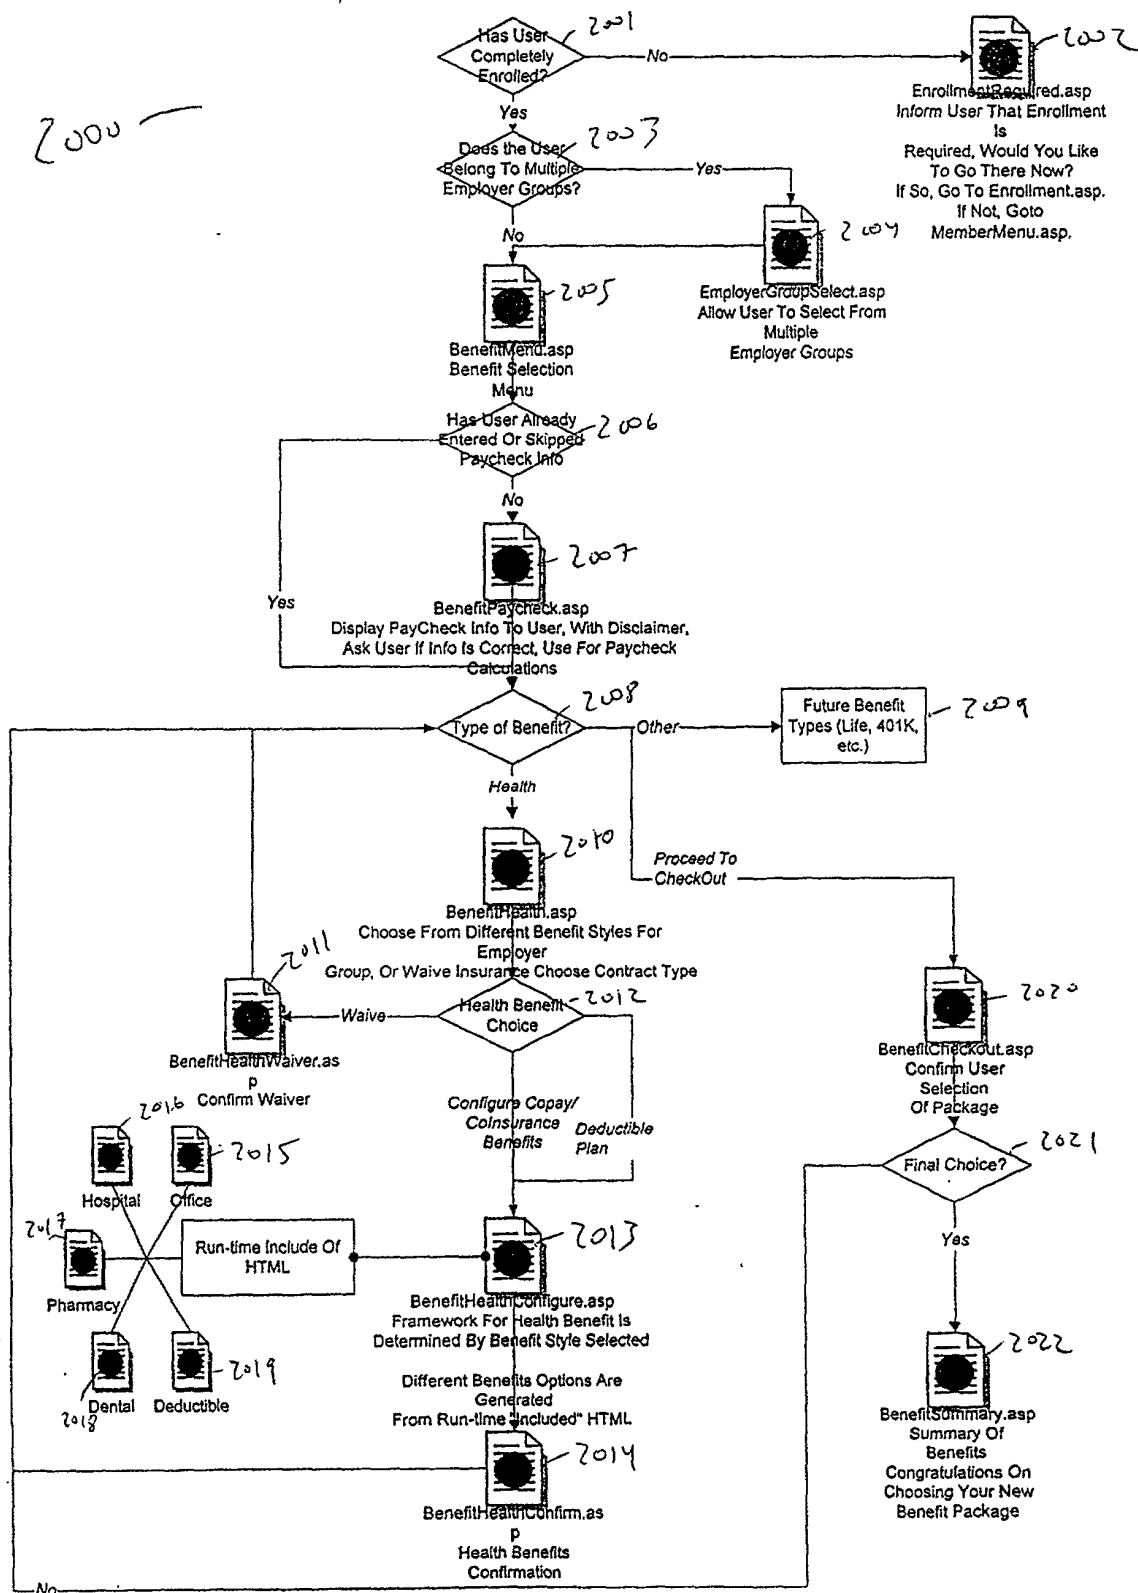 2000
Has User
Completely
Enrolled?
2001
No
2002
EnrollmentRequired.asp
Inform User That Enrollment
Is
Required, Would You Like
To Go There Now?
If So, Go To Enrollment.asp.
If Not, Goto
MemberMenu.asp.
Yes
Does the User
Belong To Multiple
Employer Groups?
2003
Yes
No
2004
EmployerGroupSelect.asp
Allow User To Select From
Multiple
Employer Groups
2005
BenefitMenu.asp
Benefit Selection
Menu
Has User Already
Entered Or Skipped
Paycheck Info
2006
No
Yes
2007
BenefitPaycheck.asp
Display PayCheck Info To User, With Disclaimer,
Ask User If Info Is Correct, Use For Paycheck
Calculations
Type of Benefit?
2008
Other
Future Benefit
Types (Life, 401K,
etc.)
2009
Health
Proceed To
CheckOut
2010
BenefitHealth.asp
Choose From Different Benefit Styles For
Employer
Group, Or Waive Insurance Choose Contract Type
2011
BenefitHealthWaiver.as
p
Confirm Waiver
Waive
Health Benefit
Choice
2012
Configure Copay/
CoInsurance
Benefits
Deductible
Plan
2020
BenefitCheckout.asp
Confirm User
Selection
Of Package
Final Choice?
2021
Yes
2016
Hospital
2015
Office
2017
Pharmacy
Run-time Include Of
HTML
2018
Dental
2019
Deductible
2013
BenefitHealthConfigure.asp
Framework For Health Benefit Is
Determined By Benefit Style Selected
Different Benefits Options Are
Generated
From Run-time "Included" HTML
2014
BenefitHealthConfirm.as
p
Health Benefits
Confirmation
2022
BenefitSummary.asp
Summary Of
Benefits
Congratulations On
Choosing Your New
Benefit Package
No